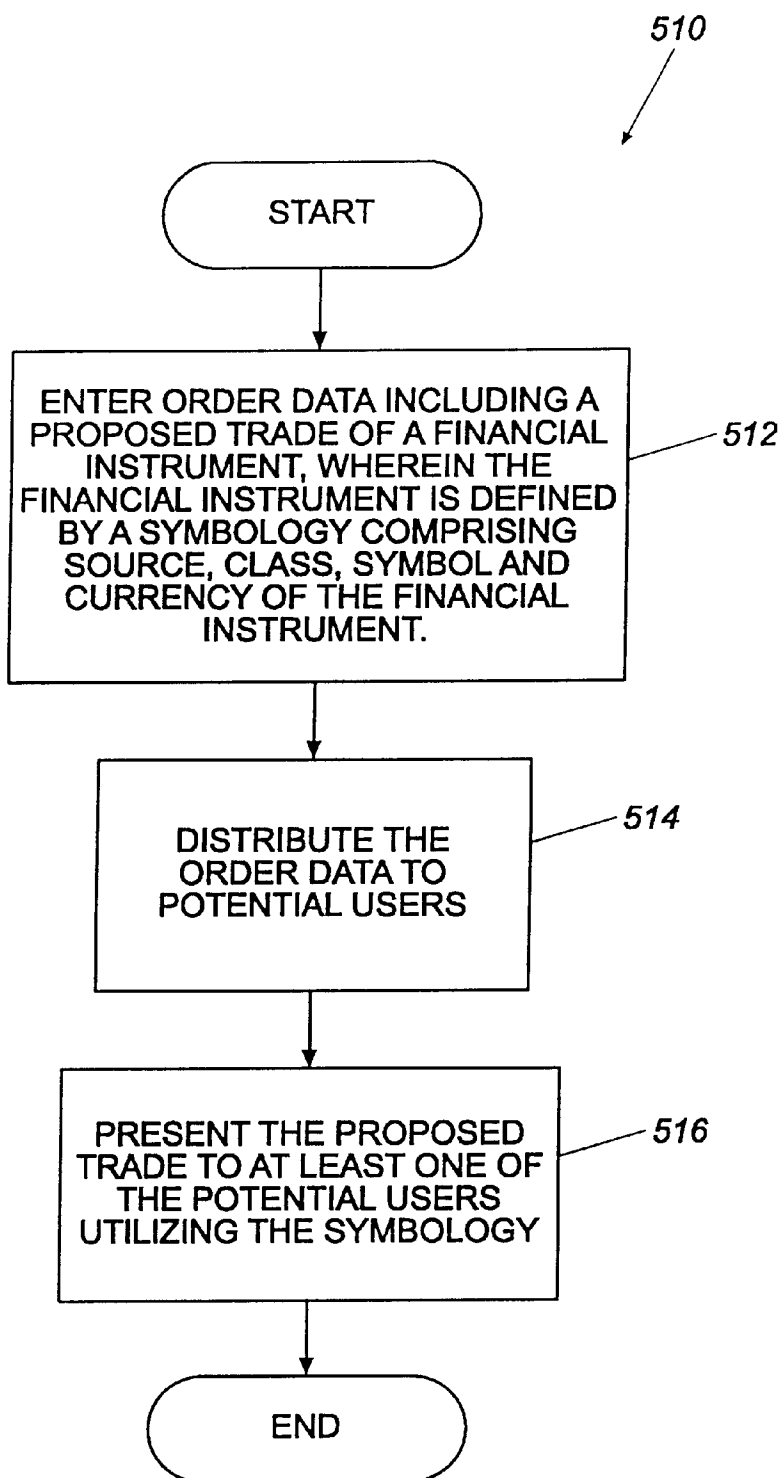 510
START
ENTER ORDER DATA INCLUDING A
PROPOSED TRADE OF A FINANCIAL
INSTRUMENT, WHEREIN THE
FINANCIAL INSTRUMENT IS DEFINED
BY A SYMBOLOGY COMPRISING
SOURCE, CLASS, SYMBOL AND
CURRENCY OF THE FINANCIAL
INSTRUMENT.
512
DISTRIBUTE THE
ORDER DATA TO
POTENTIAL USERS
514
PRESENT THE PROPOSED
TRADE TO AT LEAST ONE OF
THE POTENTIAL USERS
UTILIZING THE SYMBOLOGY
516
END